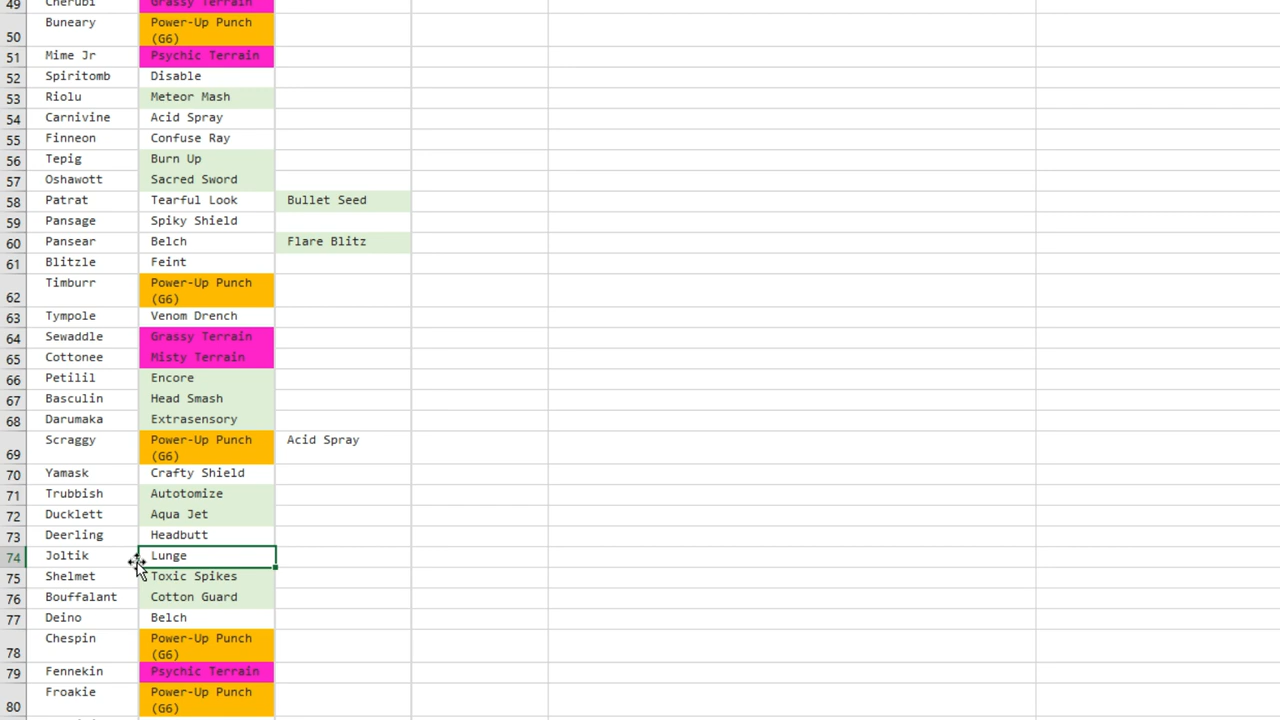 49 Cherubi Grassy Terrain
50 Buneary Power-Up Punch
(G6)
51 Mime Jr Psychic Terrain
52 Spiritomb Disable
53 Riolu Meteor Mash
54 Carnivine Acid Spray
55 Finneon Confuse Ray
56 Tepig Burn Up
57 Oshawott Sacred Sword
58 Patrat Tearful Look Bullet Seed
59 Pansage Spiky Shield
60 Pansear Belch Flare Blitz
61 Blitzle Feint
62 Timburr Power-Up Punch
(G6)
63 Tympole Venom Drench
64 Sewaddle Grassy Terrain
65 Cottonee Misty Terrain
66 Petilil Encore
67 Basculin Head Smash
68 Darumaka Extrasensory
69 Scraggy Power-Up Punch Acid Spray
(G6)
70 Yamask Crafty Shield
71 Trubbish Autotomize
72 Ducklett Aqua Jet
73 Deerling Headbutt
74 Joltik Lunge
75 Shelmet Toxic Spikes
76 Bouffalant Cotton Guard
77 Deino Belch
78 Chespin Power-Up Punch
(G6)
79 Fennekin Psychic Terrain
80 Froakie Power-Up Punch
(G6)